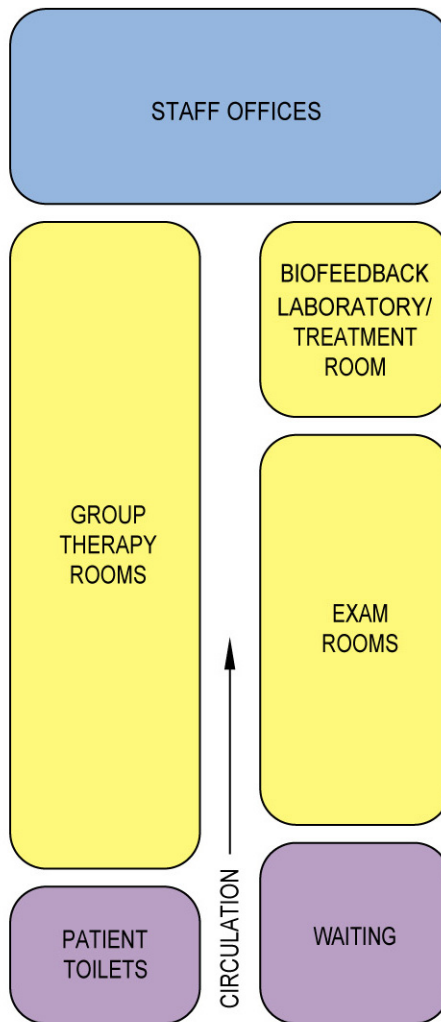 STAFF OFFICES
BIOFEEDBACK
LABORATORY/
TREATMENT
ROOM
GROUP
THERAPY
ROOMS
EXAM
ROOMS
CIRCULATION
PATIENT
TOILETS
WAITING